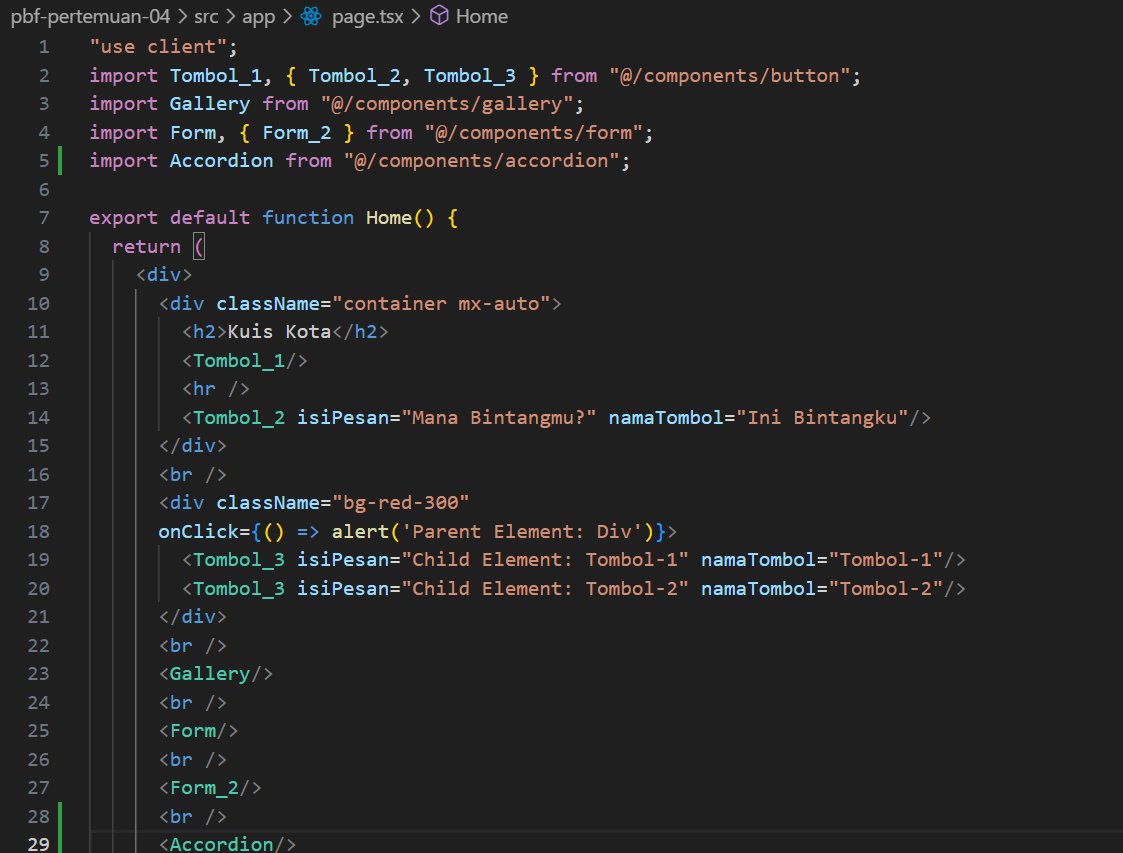 pbf-pertemuan-04 > src > app > page.tsx > Home
1 "use client";
2 import Tombol_1, { Tombol_2, Tombol_3 } from "@/components/button";
3 import Gallery from "@/components/gallery";
4 import Form, { Form_2 } from "@/components/form";
5 import Accordion from "@/components/accordion";
6
7 export default function Home() {
8   return (
9     <div>
10       <div className="container mx-auto">
11         <h2>Kuis Kota</h2>
12         <Tombol_1/>
13         <hr />
14         <Tombol_2 isiPesan="Mana Bintangmu?" namaTombol="Ini Bintangku"/>
15       </div>
16       <br />
17       <div className="bg-red-300"
18       onClick={() => alert('Parent Element: Div')}>
19         <Tombol_3 isiPesan="Child Element: Tombol-1" namaTombol="Tombol-1"/>
20         <Tombol_3 isiPesan="Child Element: Tombol-2" namaTombol="Tombol-2"/>
21       </div>
22       <br />
23       <Gallery/>
24       <br />
25       <Form/>
26       <br />
27       <Form_2/>
28       <br />
29       <Accordion/>